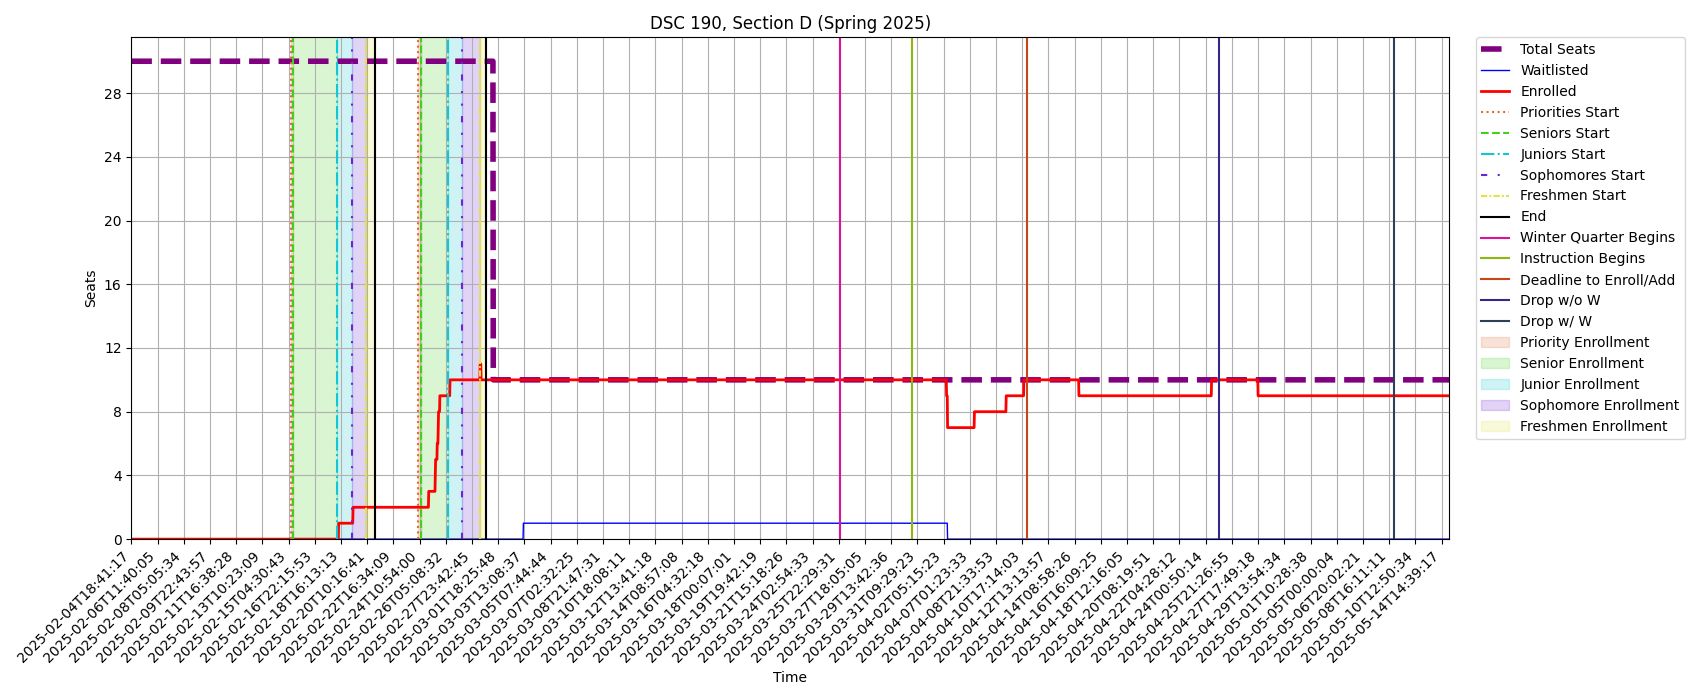 DSC 190, Section D (Spring 2025)
Seats
28
24
20
16
12
8
4
0
2025-02-04T18:41:17
2025-02-06T11:40:05
2025-02-08T05:05:34
2025-02-09T22:43:57
2025-02-11T16:38:28
2025-02-13T10:23:09
2025-02-15T04:30:43
2025-02-16T22:15:53
2025-02-18T16:13:13
2025-02-20T10:16:41
2025-02-22T16:34:09
2025-02-24T10:54:00
2025-02-26T05:08:32
2025-02-27T23:42:45
2025-03-01T18:25:48
2025-03-03T13:08:37
2025-03-05T07:44:44
2025-03-07T02:32:25
2025-03-08T21:47:31
2025-03-10T18:08:11
2025-03-12T13:41:18
2025-03-14T08:57:08
2025-03-16T04:32:18
2025-03-18T00:07:01
2025-03-19T19:42:19
2025-03-21T15:18:26
2025-03-24T02:54:33
2025-03-25T22:29:31
2025-03-27T18:05:05
2025-03-29T13:42:36
2025-03-31T09:29:23
2025-04-02T05:15:23
2025-04-07T01:23:33
2025-04-08T21:33:53
2025-04-10T17:14:03
2025-04-12T13:13:57
2025-04-14T08:58:26
2025-04-16T16:09:25
2025-04-18T12:16:05
2025-04-20T08:19:51
2025-04-22T04:28:12
2025-04-24T00:50:14
2025-04-25T21:26:55
2025-04-27T17:49:18
2025-04-29T13:54:34
2025-05-01T10:28:38
2025-05-05T00:00:04
2025-05-06T20:02:21
2025-05-08T16:11:11
2025-05-10T12:50:34
2025-05-14T14:39:17
Time
Total Seats
Waitlisted
Enrolled
Priorities Start
Seniors Start
Juniors Start
Sophomores Start
Freshmen Start
End
Winter Quarter Begins
Instruction Begins
Deadline to Enroll/Add
Drop w/o W
Drop w/ W
Priority Enrollment
Senior Enrollment
Junior Enrollment
Sophomore Enrollment
Freshmen Enrollment